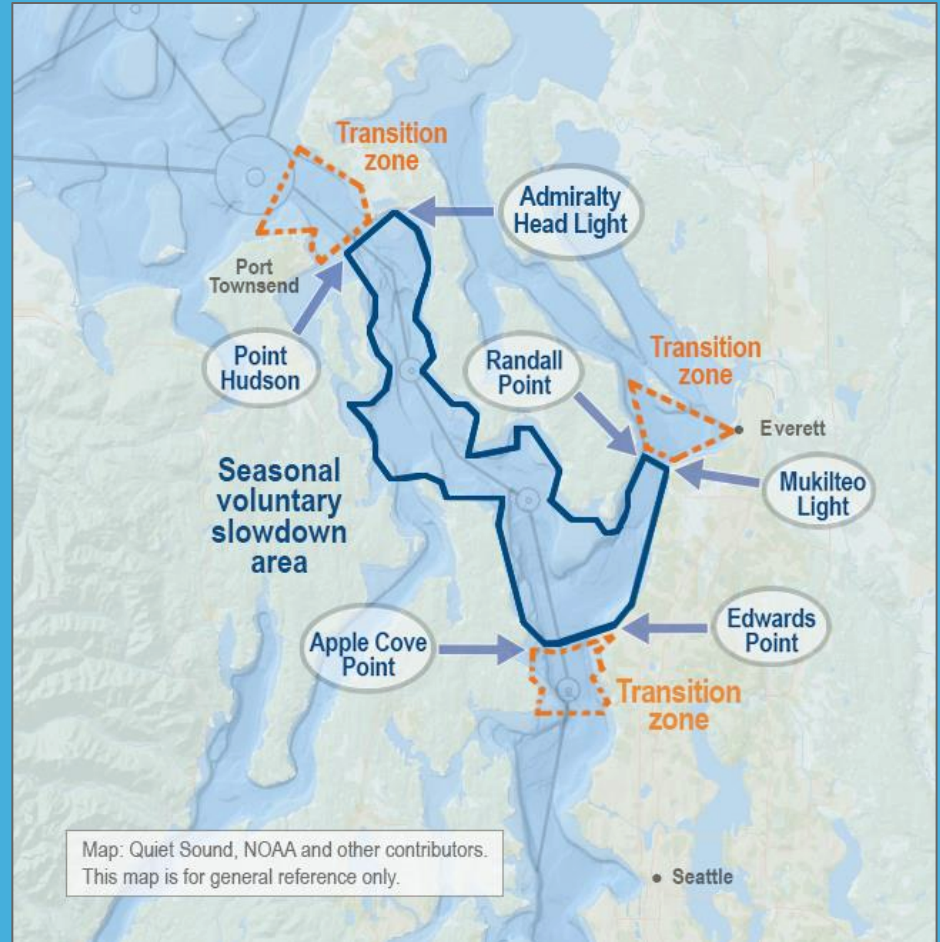 Transition
zone
Admiralty
Head Light
Port
Townsend
Point
Hudson
Randall
Point
Transition
zone
Everett
Mukilteo
Light
Seasonal
voluntary
slowdown
area
Apple Cove
Point
Edwards
Point
Transition
zone
Map: Quiet Sound, NOAA and other contributors.
This map is for general reference only.
Seattle